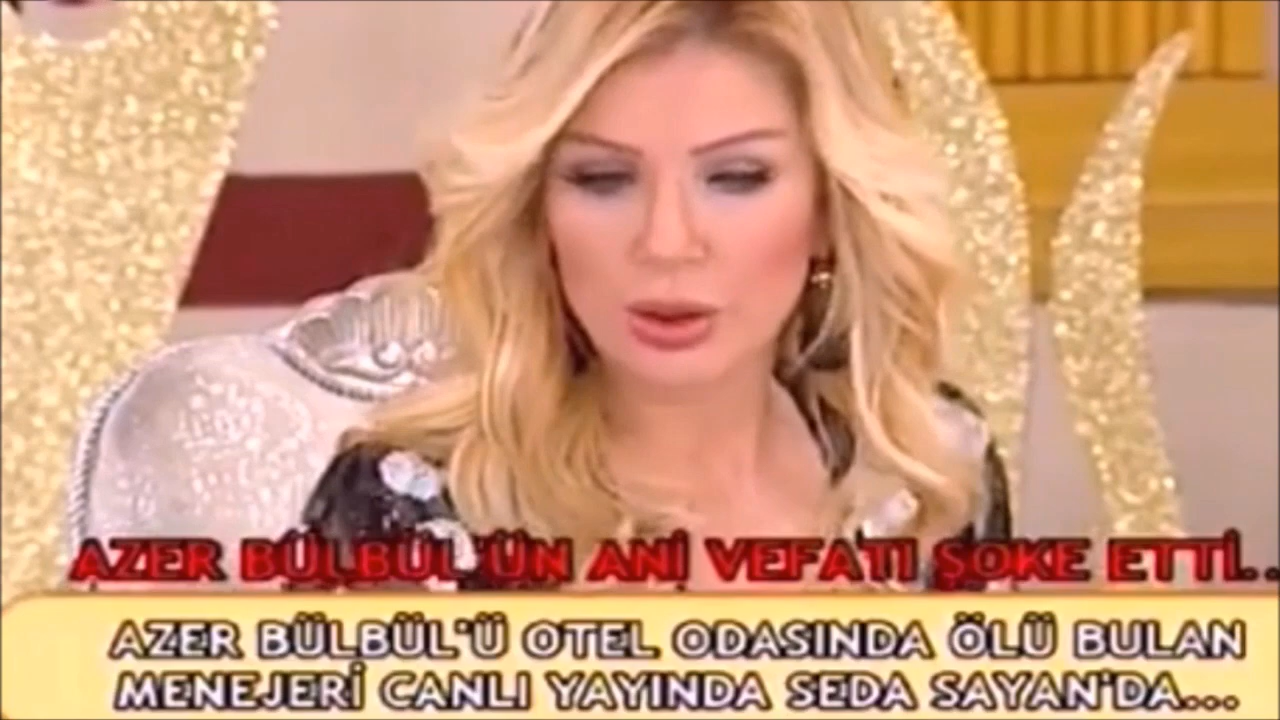 AZER BÜLBÜL'ÜN ANİ VEFATI ŞOKE ETTİ..
AZER BÜLBÜL'Ü OTEL ODASINDA ÖLÜ BULAN
MENEJERİ CANLI YAYINDA SEDA SAYAN'DA...